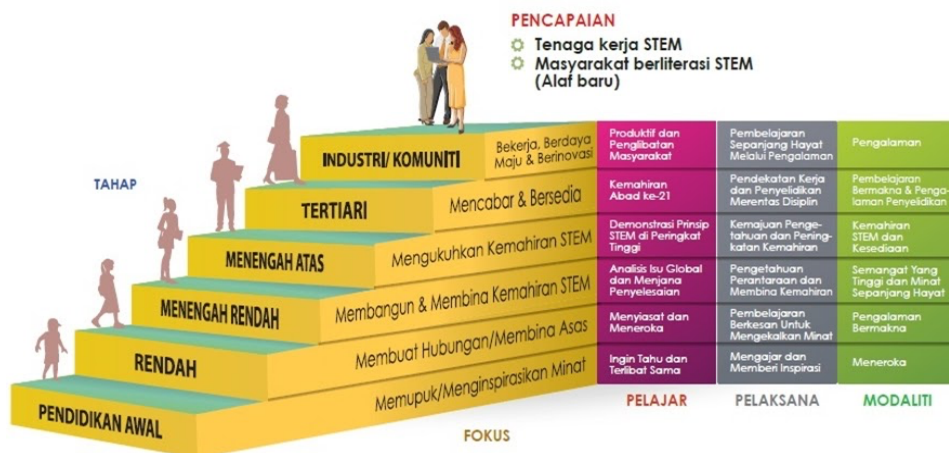 PENCAPAIAN
Tenaga kerja STEM
Masyarakat berliterasi STEM
(Alaf baru)
TAHAP
INDUSTRI/ KOMUNITI
Bekerja, Berdaya
Maju & Berinovasi
Produktif dan
Penglibatan
Masyarakat
Pembelajaran
Sepanjang Hayat
Melalui Pengalaman
Pengalaman
TERTIARI
Mencabar & Bersedia
Kemahiran
Abad ke-21
Pendekatan Kerja
dan Penyelidikan
Merentas Disiplin
Pembelajaran
Bermakna & Penga-
laman Penyelidikan
MENENGAH ATAS
Mengukuhkan Kemahiran STEM
Demonstrasi Prinsip
STEM di Peringkat
Tinggi
Kemajuan Penge-
tahuan dan Pening-
katan Kemahiran
Kemahiran
STEM dan
Kesediaan
MENENGAH RENDAH
Membangun & Membina Kemahiran STEM
Analisis Isu Global
dan Menjana
Penyelesaian
Pengetahuan
Perantaraan dan
Membina Kemahiran
Semangat Yang
Tinggi dan Minat
Sepanjang Hayat
RENDAH
Membuat Hubungan/Membina Asas
Menyiasat dan
Meneroka
Pembelajaran
Berkesan Untuk
Mengekalkan Minat
Pengalaman
Bermakna
PENDIDIKAN AWAL
Memupuk/Menginspirasikan Minat
Ingin Tahu dan
Terlibat Sama
Mengajar dan
Memberi Inspirasi
Meneroka
FOKUS
PELAJAR
PELAKSANA
MODALITI